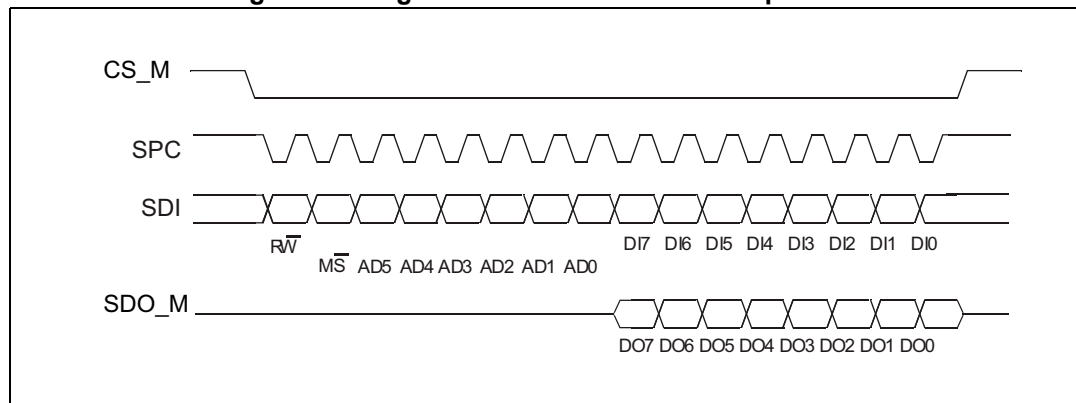 CS_M
SPC
SDI
RW̅ DI7 DI6 DI5 DI4 DI3 DI2 DI1 DI0
MS̅ AD5 AD4 AD3 AD2 AD1 AD0
SDO_M
DO7 DO6 DO5 DO4 DO3 DO2 DO1 DO0